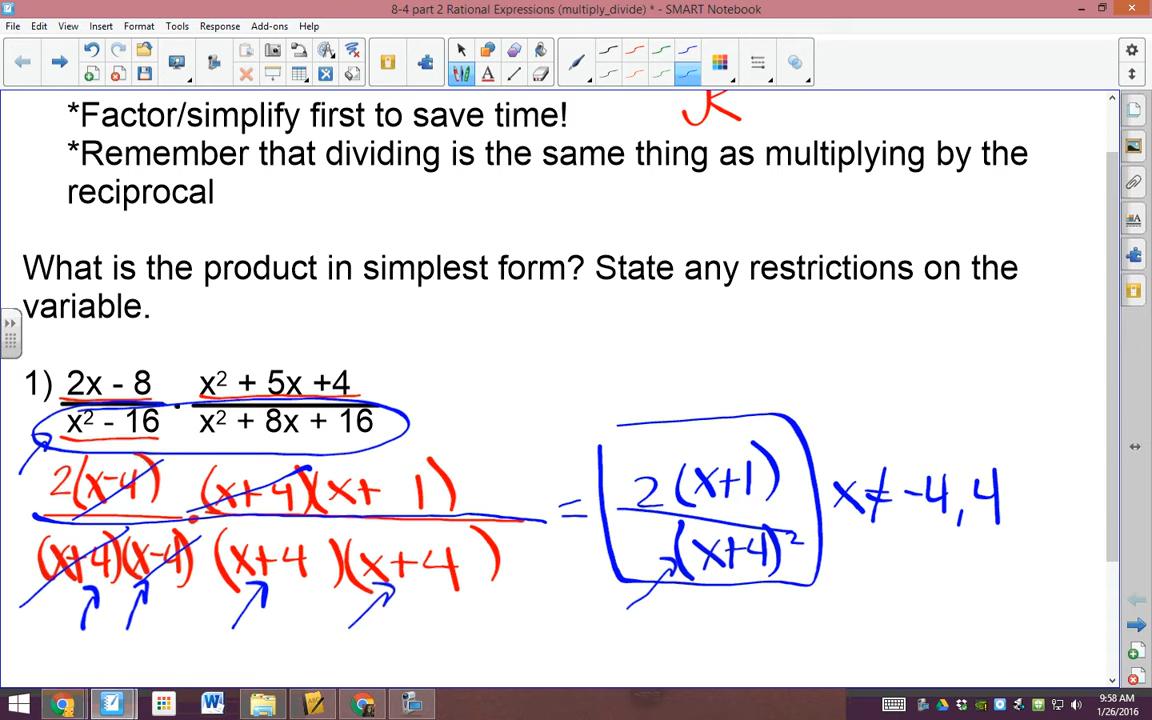 8-4 part 2 Rational Expressions (multiply_divide) * - SMART Notebook
File Edit View Insert Format Tools Response Add-ons Help
*Factor/simplify first to save time!
*Remember that dividing is the same thing as multiplying by the
reciprocal
What is the product in simplest form? State any restrictions on the
variable.
1) 2x - 8 / x² - 16 · x² + 5x +4 / x² + 8x + 16
2(x-4) · (x+4)(x+ 1) / (x+4)(x-4) (x+4 )(x+4 ) = 2(x+1) / (x+4)² x≠ -4, 4
9:58 AM
1/26/2016